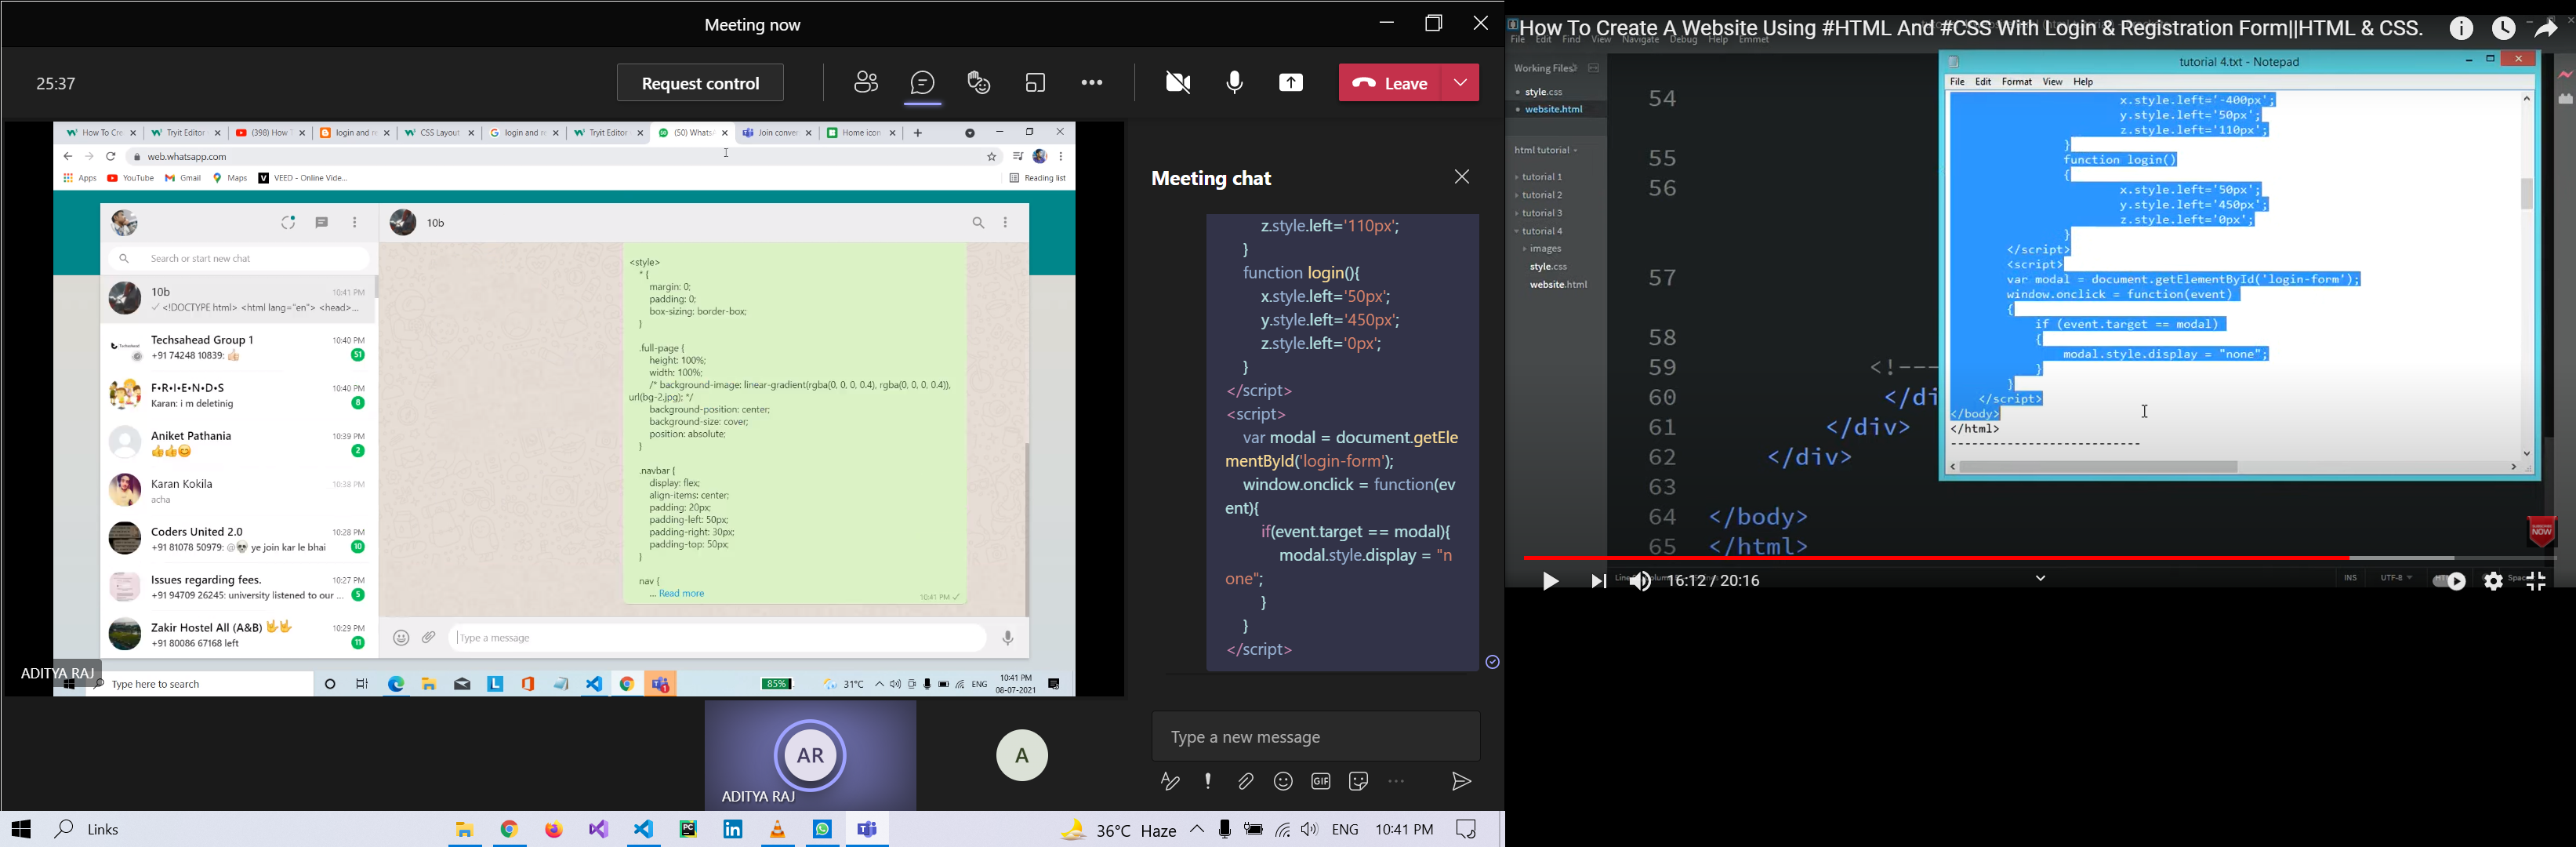 Meeting now
25:37
Request control
Leave
How To Cre
Tryit Editor
(398) How
login and re
CSS Layout
login and re
Tryit Editor
(50) Whats
Join conver
Home icon
web.whatsapp.com
Apps
YouTube
Gmail
Maps
VEED - Online Vide...
Reading list
10b
Search or start new chat
10b
10:41 PM
<!DOCTYPE html> <html lang="en"> <head>...
Techsahead Group 1
10:40 PM
+91 74248 10839: 👍🏻
51
F•R•I•E•N•D•S
10:40 PM
Karan: i m deletinig
8
Aniket Pathania
10:39 PM
👍👍😊
2
Karan Kokila
10:38 PM
acha
Coders United 2.0
10:28 PM
+91 81078 50979: @💀 ye join kar le bhai
10
Issues regarding fees.
10:27 PM
+91 94709 26245: university listened to our ...
5
Zakir Hostel All (A&B) 🤟🤟
10:29 PM
+91 80086 67168 left
11
<style>
* {
margin: 0;
padding: 0;
box-sizing: border-box;
}
.full-page {
height: 100%;
width: 100%;
/* background-image: linear-gradient(rgba(0, 0, 0, 0.4), rgba(0, 0, 0, 0.4)),
url(bg-2.jpg); */
background-position: center;
background-size: cover;
position: absolute;
}
.navbar {
display: flex;
align-items: center;
padding: 20px;
padding-left: 50px;
padding-right: 30px;
padding-top: 50px;
}
nav {
... Read more
10:41 PM
Type a message
ADITYA RAJ
Type here to search
85%
31°C
ENG
10:41 PM
08-07-2021
Meeting chat
z.style.left='110px';
}
function login(){
x.style.left='50px';
y.style.left='450px';
z.style.left='0px';
}
</script>
<script>
var modal = document.getEle
mentById('login-form');
window.onclick = function(ev
ent){
if(event.target == modal){
modal.style.display = "n
one";
}
}
</script>
Type a new message
GIF
AR
ADITYA RAJ
A
Links
36°C Haze
ENG
10:41 PM
How To Create A Website Using #HTML And #CSS With Login & Registration Form||HTML & CSS.
File Edit Find View Navigate Debug Help Emmet
Working Files
style.css
website.html
html tutorial
tutorial 1
tutorial 2
tutorial 3
tutorial 4
images
style.css
website.html
54
55
56
57
58
59 <!---
60 </di
61 </div>
62 </div>
63
64 </body>
65 </html>
tutorial 4.txt - Notepad
File Edit Format View Help
x.style.left='-400px';
y.style.left='50px';
z.style.left='110px';
}
function login()
{
x.style.left='50px';
y.style.left='450px';
z.style.left='0px';
}
</script>
<script>
var modal = document.getElementById('login-form');
window.onclick = function(event)
{
if (event.target == modal)
{
modal.style.display = "none";
}
}
</script>
</body>
</html>
----------------------------
NOW
16:12 / 20:16
INS
UTF-8